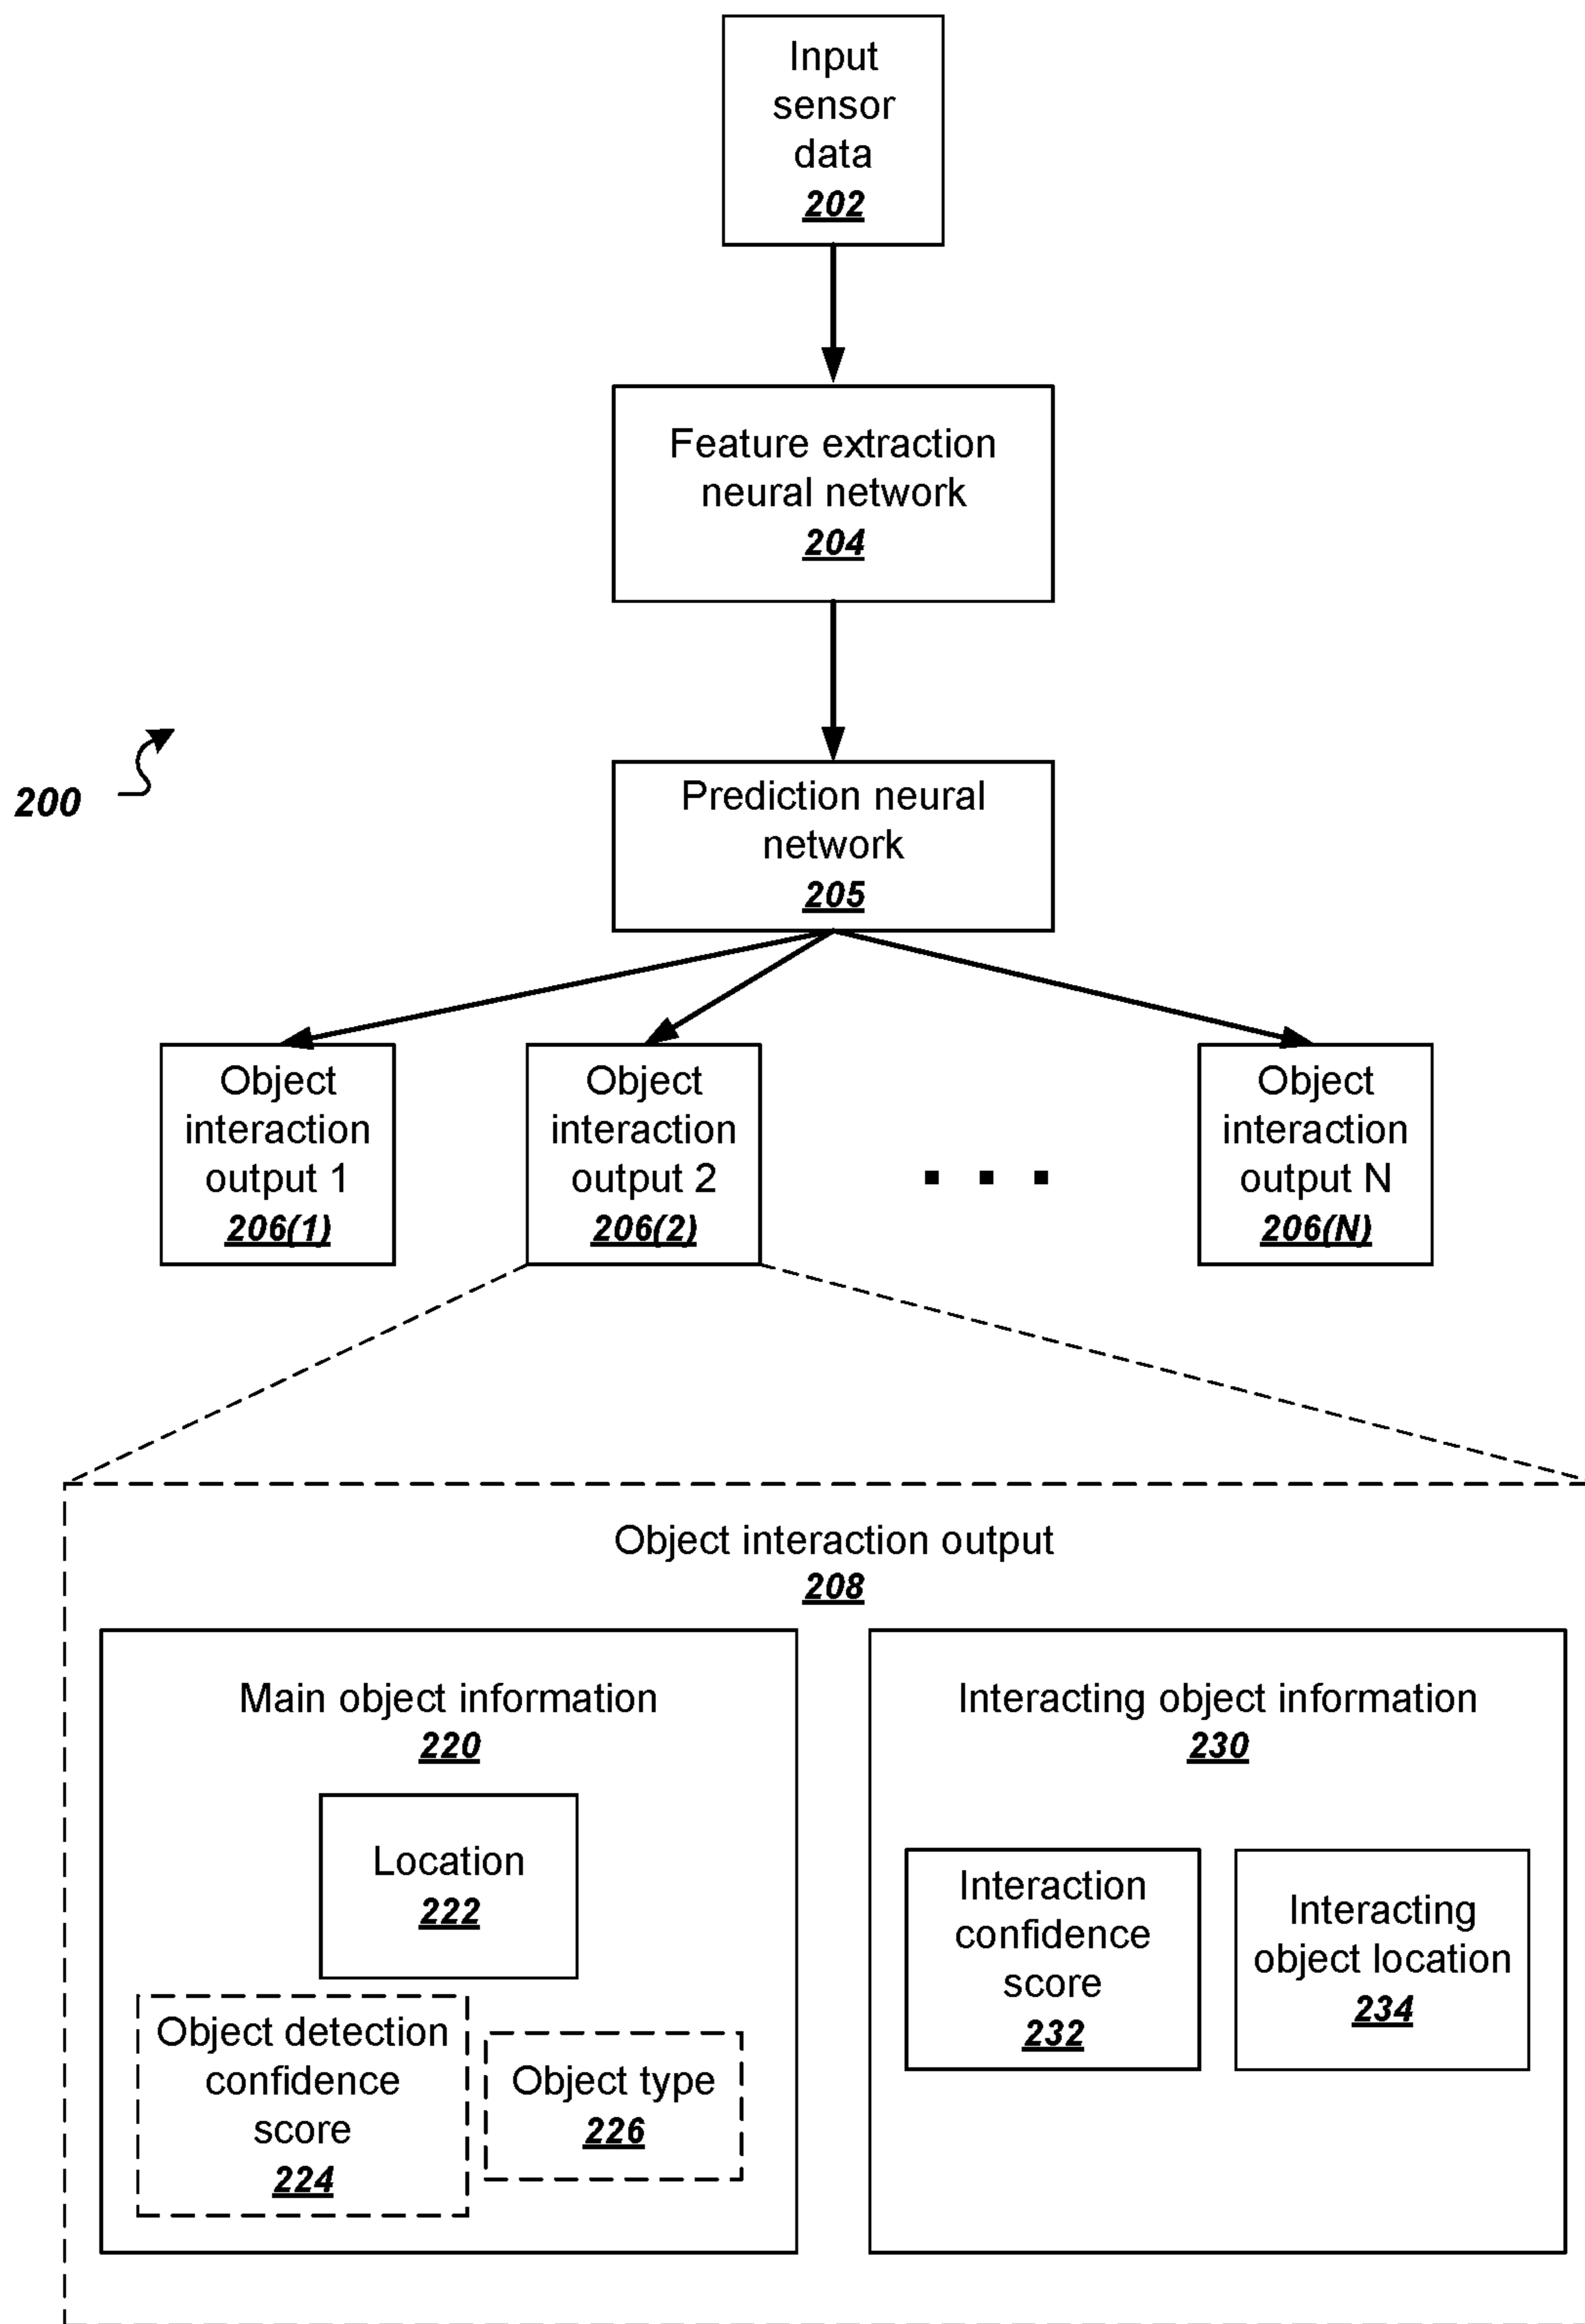 Input
sensor
data
202
Feature extraction
neural network
204
200
Prediction neural
network
205
Object
interaction
output 1
206(1)
Object
interaction
output 2
206(2)
. . .
Object
interaction
output N
206(N)
Object interaction output
208
Main object information
220
Location
222
Object detection
confidence
score
224
Object type
226
Interacting object information
230
Interaction
confidence
score
232
Interacting
object location
234